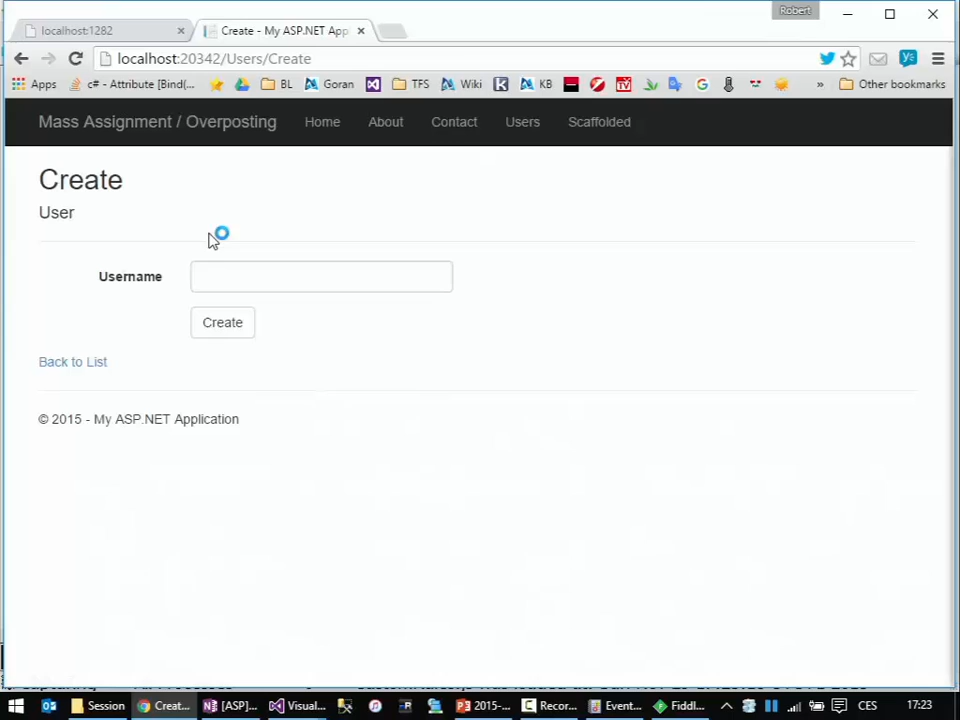 Robert
localhost:1282
Create - My ASP.NET App
localhost:20342/Users/Create
Apps
c# - Attribute [Bind(...
BL
Goran
TFS
Wiki
KB
Other bookmarks
Mass Assignment / Overposting
Home
About
Contact
Users
Scaffolded
Create
User
Username
Create
Back to List
© 2015 - My ASP.NET Application
Session
Creat...
[ASP]...
Visual...
2015-...
Recor...
Event...
Fiddl...
CES
17:23